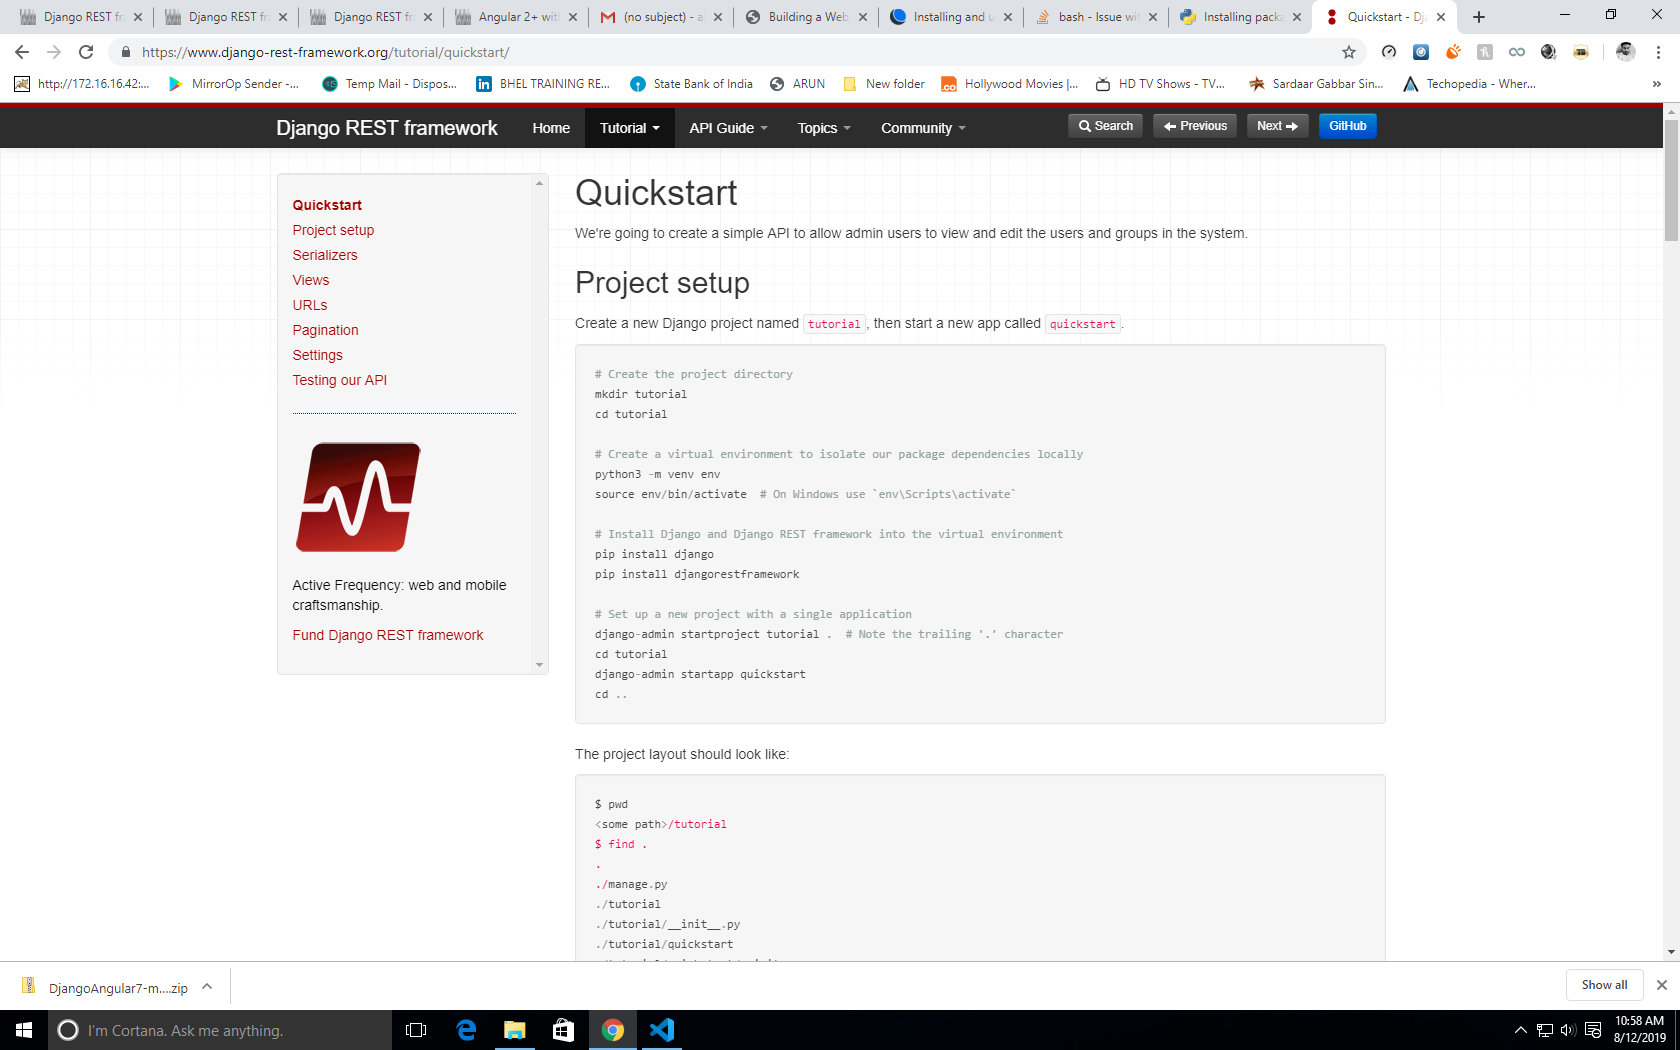 Django REST fr
Django REST fr
Django REST fr
Angular 2+ wit
(no subject) - a
Building a Web
Installing and u
bash - Issue wit
Installing packa
Quickstart - Dj
https://www.django-rest-framework.org/tutorial/quickstart/
http://172.16.16.42:...
MirrorOp Sender -...
Temp Mail - Dispos...
BHEL TRAINING RE...
State Bank of India
ARUN
New folder
Hollywood Movies |...
HD TV Shows - TV...
Sardaar Gabbar Sin...
Techopedia - Wher...
»
Django REST framework
Home
Tutorial
API Guide
Topics
Community
Search
Previous
Next
GitHub
Quickstart
Project setup
Serializers
Views
URLs
Pagination
Settings
Testing our API
Active Frequency: web and mobile
craftsmanship.
Fund Django REST framework
Quickstart
We're going to create a simple API to allow admin users to view and edit the users and groups in the system.
Project setup
Create a new Django project named tutorial, then start a new app called quickstart.
# Create the project directory
mkdir tutorial
cd tutorial
# Create a virtual environment to isolate our package dependencies locally
python3 -m venv env
source env/bin/activate  # On Windows use `env\Scripts\activate`
# Install Django and Django REST framework into the virtual environment
pip install django
pip install djangorestframework
# Set up a new project with a single application
django-admin startproject tutorial .  # Note the trailing '.' character
cd tutorial
django-admin startapp quickstart
cd ..
The project layout should look like:
$ pwd
<some path>/tutorial
$ find .
.
./manage.py
./tutorial
./tutorial/__init__.py
./tutorial/quickstart
DjangoAngular7-m....zip
Show all
I'm Cortana. Ask me anything.
10:58 AM
8/12/2019